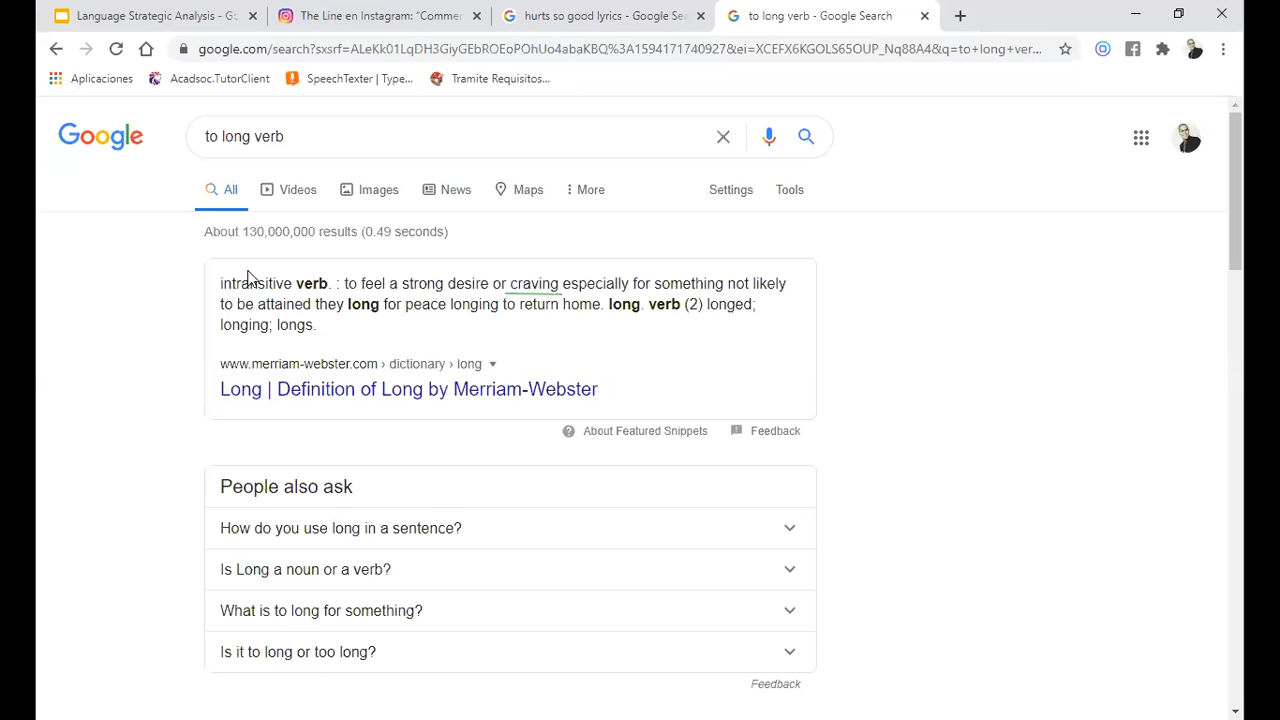 Language Strategic Analysis - G
The Line en Instagram: "Commer
hurts so good lyrics - Google Sea
to long verb - Google Search
google.com/search?sxsrf=ALeKk01LqDH3GiyGEbROEoPOhUo4abaKBQ%3A1594171740927&ei=XCEFX6KGOLS65OUP_Nq88A4&q=to+long+ver...
Aplicaciones
Acadsoc.TutorClient
SpeechTexter | Type...
Tramite Requisitos...
Google
to long verb
All
Videos
Images
News
Maps
More
Settings
Tools
About 130,000,000 results (0.49 seconds)
intransitive verb. : to feel a strong desire or craving especially for something not likely
to be attained they long for peace longing to return home. long. verb (2) longed;
longing; longs.
www.merriam-webster.com › dictionary › long
Long | Definition of Long by Merriam-Webster
About Featured Snippets
Feedback
People also ask
How do you use long in a sentence?
Is Long a noun or a verb?
What is to long for something?
Is it to long or too long?
Feedback